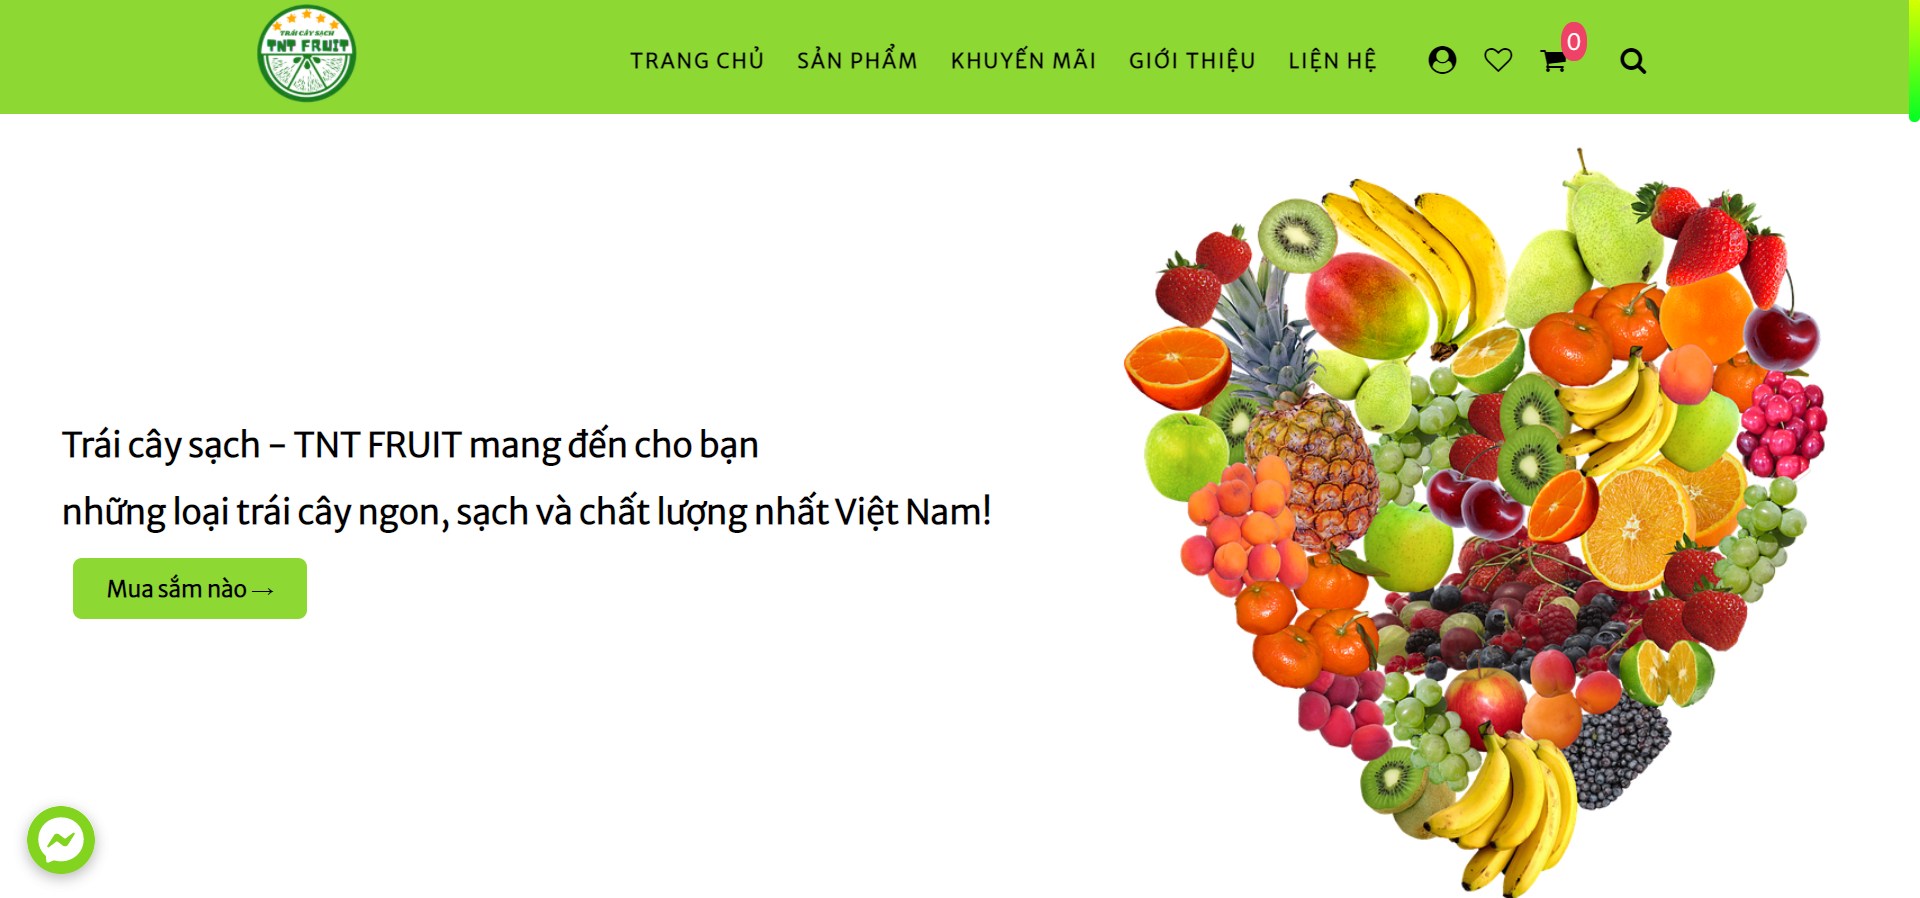 TRÁI CÂY SẠCH
TNT FRUIT
TRANG CHỦ SẢN PHẨM KHUYẾN MÃI GIỚI THIỆU LIỆN HỆ 0
Trái cây sạch - TNT FRUIT mang đến cho bạn
những loại trái cây ngon, sạch và chất lượng nhất Việt Nam!
Mua sắm nào →